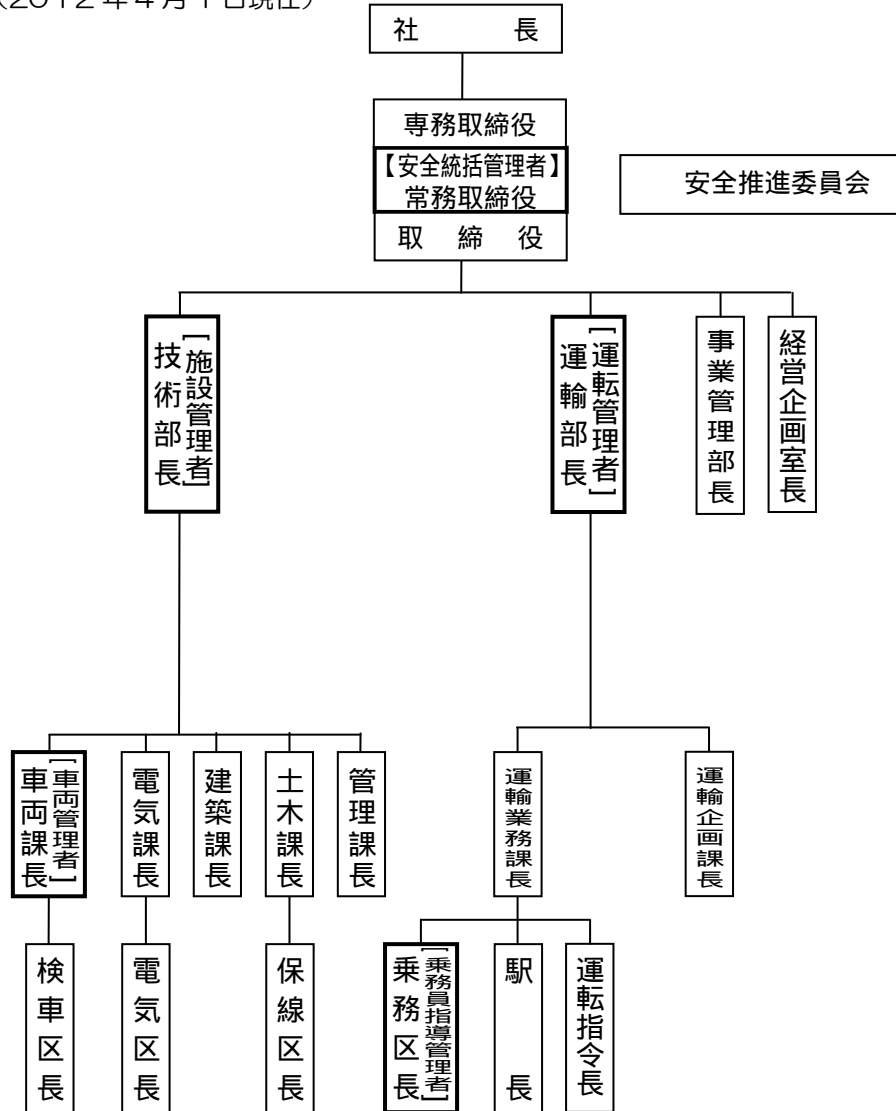 （2012年4月1日現在）
社長
専務取締役
【安全統括管理者】
常務取締役
取締役
安全推進委員会
[施設管理者]
技術部長
[運転管理者]
運輸部長
事業管理部長
経営企画室長
[車両管理者]
車両課長
電気課長
建築課長
土木課長
管理課長
運輸業務課長
運輸企画課長
検車区長
電気区長
保線区長
[乗務員指導管理者]
乗務区長
駅長
運転指令長